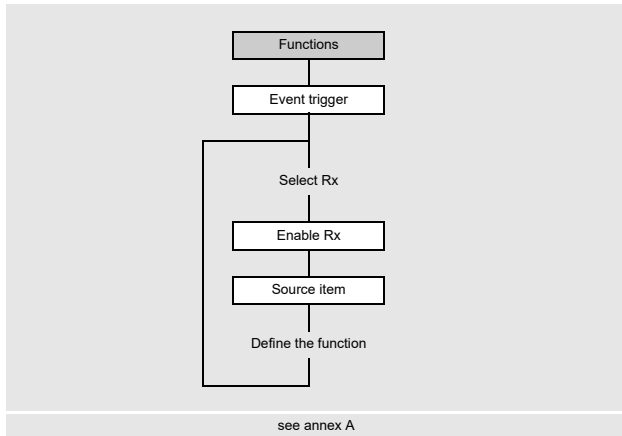 Functions
Event trigger
Select Rx
Enable Rx
Source item
Define the function
see annex A